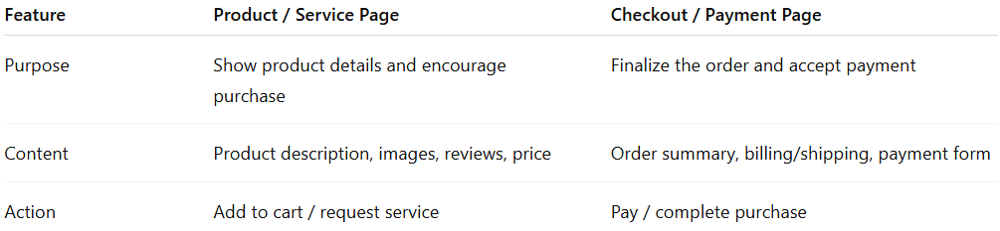 Feature Product / Service Page Checkout / Payment Page
Purpose Show product details and encourage Finalize the order and accept payment
purchase
Content Product description, images, reviews, price Order summary, billing/shipping, payment form
Action Add to cart / request service Pay / complete purchase